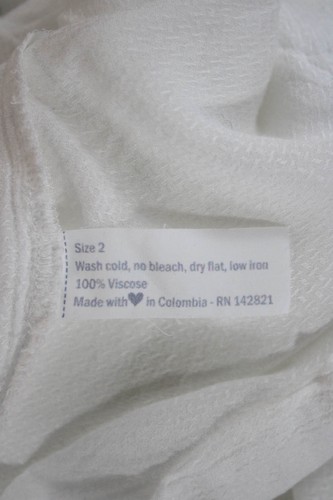 Size 2
Wash cold, no bleach, dry flat, low iron
100% Viscose
Made with ♥ in Colombia - RN 142821